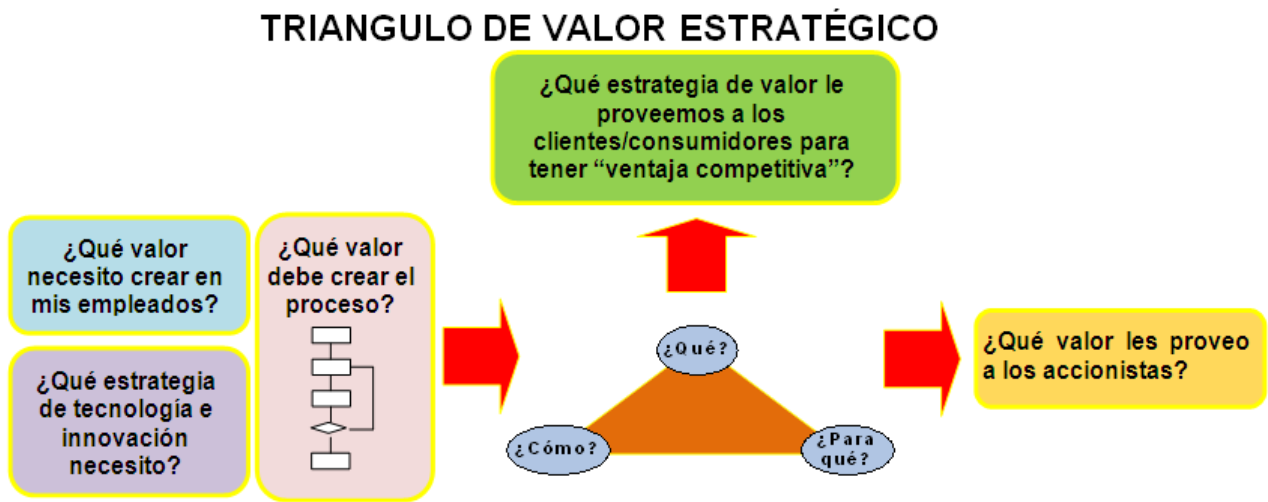 TRIANGULO DE VALOR ESTRATÉGICO
¿Qué estrategia de valor le
proveemos a los
clientes/consumidores para
tener “ventaja competitiva”?
¿Qué valor
necesito crear en
mis empleados?
¿Qué valor
debe crear el
proceso?
¿Qué estrategia
de tecnología e
innovación
necesito?
¿Qué?
¿Cómo?
¿Para
qué?
¿Qué valor les proveo
a los accionistas?